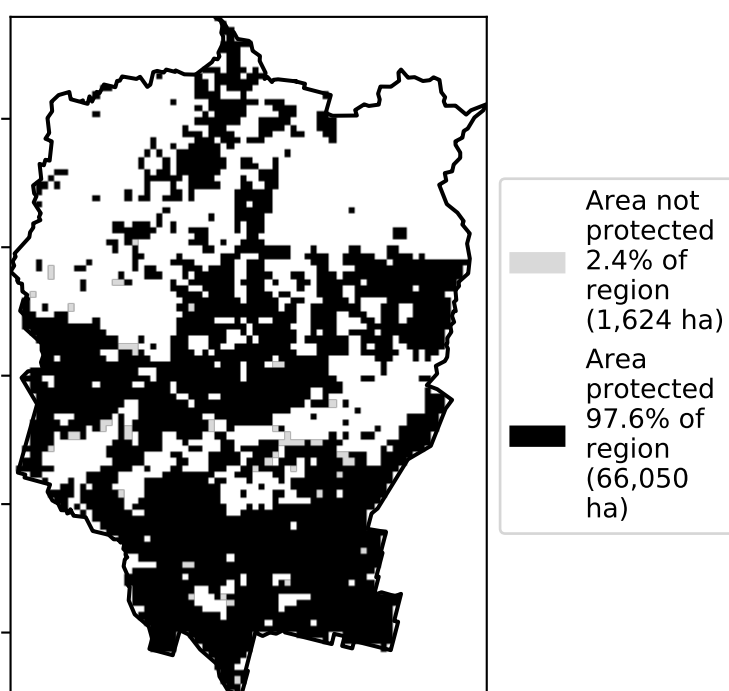 Area not
protected
2.4% of
region
(1,624 ha)
Area
protected
97.6% of
region
(66,050
ha)